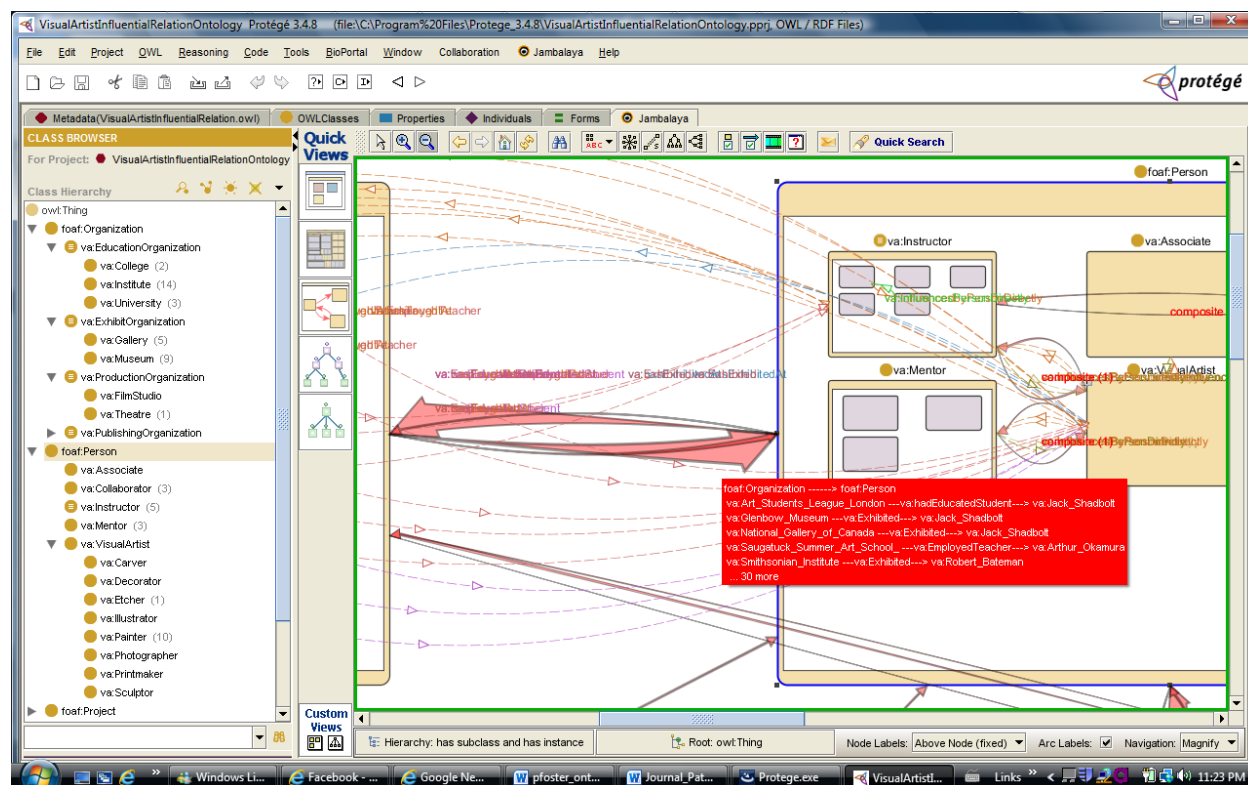 VisualArtistInfluentialRelationOntology Protégé 3.4.8 (file:\C:\Program%20Files\Protege_3.4.8\VisualArtistInfluentialRelationOntology.pprj, OWL / RDF Files)
File Edit Project OWL Reasoning Code Tools BioPortal Window Collaboration Jambalaya Help
protégé
Metadata(VisualArtistInfluentialRelation.owl) OWLClasses Properties Individuals Forms Jambalaya
CLASS BROWSER
For Project: VisualArtistInfluentialRelationOntology
Class Hierarchy
owl:Thing
foaf:Organization
va:EducationOrganization
va:College (2)
va:Institute (14)
va:University (3)
va:ExhibitOrganization
va:Gallery (5)
va:Museum (9)
va:ProductionOrganization
va:FilmStudio
va:Theatre (1)
va:PublishingOrganization
foaf:Person
va:Associate
va:Collaborator (3)
va:Instructor (5)
va:Mentor (3)
va:VisualArtist
va:Carver
va:Decorator
va:Etcher (1)
va:Illustrator
va:Painter (10)
va:Photographer
va:Printmaker
va:Sculptor
foaf:Project
Quick Views
ABC
Quick Search
foaf:Person
va:Instructor
va:Associate
composite
va:Mentor
va:VisualArtist
composite (1)
composite (1)
foaf:Organization ------> foaf:Person
va:Art_Students_League_London ---va:hadEducatedStudent---> va:Jack_Shadbolt
va:Glenbow_Museum ---va:Exhibited---> va:Jack_Shadbolt
va:National_Gallery_of_Canada ---va:Exhibited---> va:Jack_Shadbolt
va:Saugatuck_Summer_Art_School_ ---va:EmployedTeacher---> va:Arthur_Okamura
va:Smithsonian_Institute ---va:Exhibited---> va:Robert_Bateman
... 30 more
Custom Views
Hierarchy: has subclass and has instance
Root: owl:Thing
Node Labels: Above Node (fixed) Arc Labels: Navigation: Magnify
Windows Li... Facebook - ... Google Ne... pfoster_ont... Journal_Pat... Protege.exe VisualArtistI... Links 11:23 PM